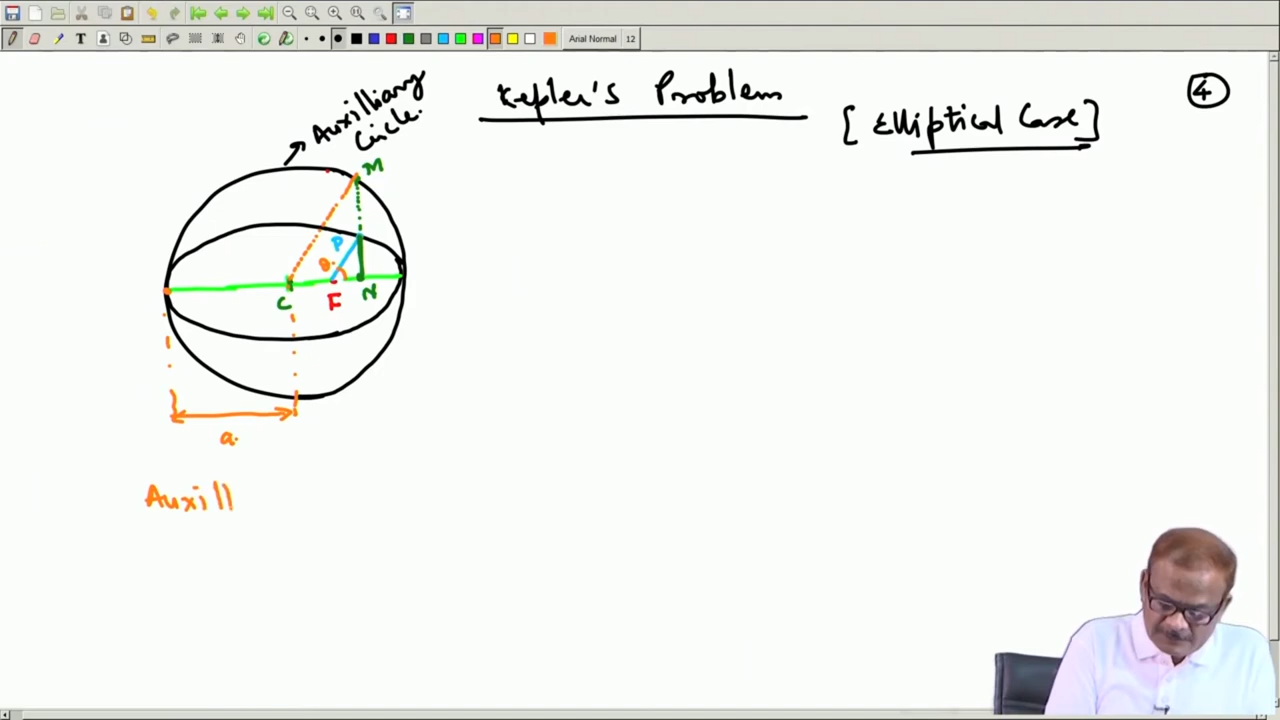 Arial Normal 12
Kepler's Problem
4
[Elliptical Case]
Auxilliary
Circle.
M
P
θ
C
F
N
a.
Auxill